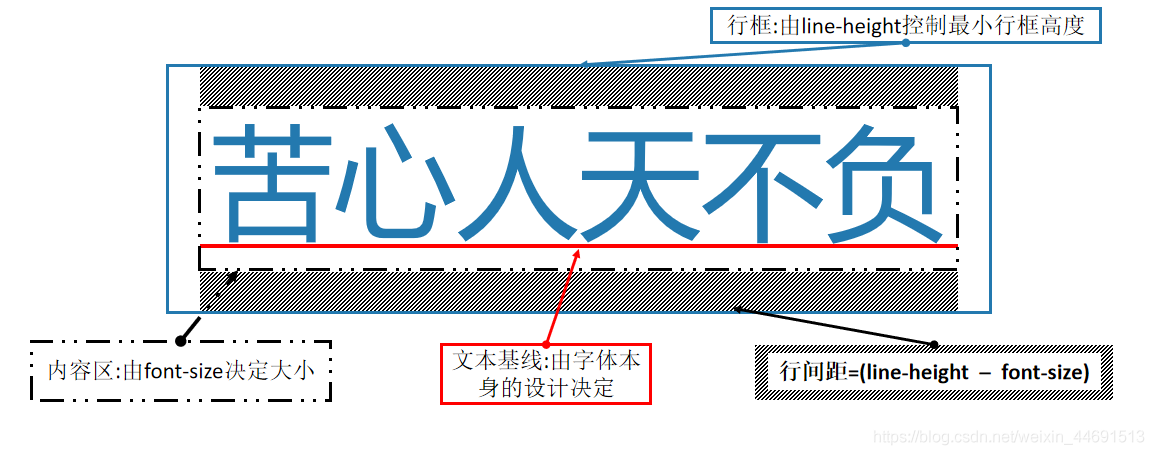 行框:由line-height控制最小行框高度
苦心人天不负
内容区:由font-size决定大小
文本基线:由字体本
身的设计决定
行间距=(line-height – font-size)
https://blog.csdn.net/weixin_44691513